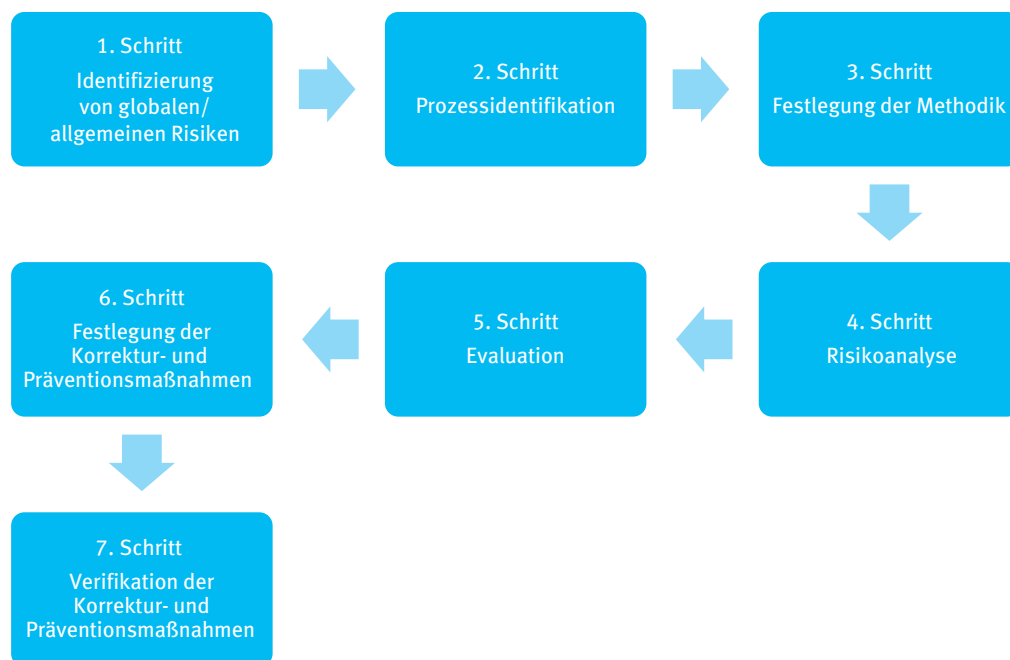 1. Schritt
Identifizierung
von globalen/
allgemeinen Risiken
2. Schritt
Prozessidentifikation
3. Schritt
Festlegung der Methodik
4. Schritt
Risikoanalyse
5. Schritt
Evaluation
6. Schritt
Festlegung der
Korrektur- und
Präventionsmaßnahmen
7. Schritt
Verifikation der
Korrektur- und
Präventionsmaßnahmen